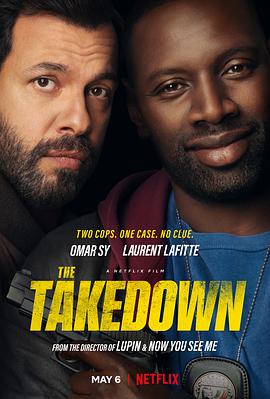 TWO COPS. ONE CASE. NO CLUE.
OMAR SY LAURENT LAFITTE
A NETFLIX FILM
THE
TAKEDOWN
FROM THE DIRECTOR OF LUPIN & NOW YOU SEE ME
MAY 6 | NETFLIX